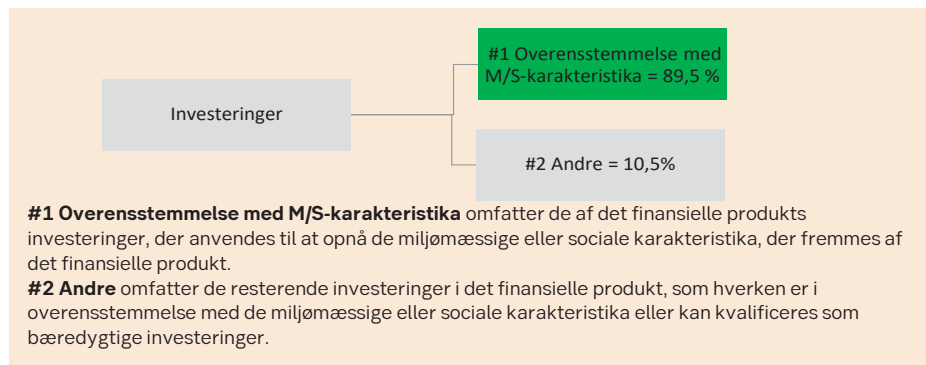 #1 Overensstemmelse med
M/S-karakteristika = 89,5 %
Investeringer
#2 Andre = 10,5%
#1 Overensstemmelse med M/S-karakteristika omfatter de af det finansielle produkts
investeringer, der anvendes til at opnå de miljømæssige eller sociale karakteristika, der fremmes af
det finansielle produkt.
#2 Andre omfatter de resterende investeringer i det finansielle produkt, som hverken er i
overensstemmelse med de miljømæssige eller sociale karakteristika eller kan kvalificeres som
bæredygtige investeringer.